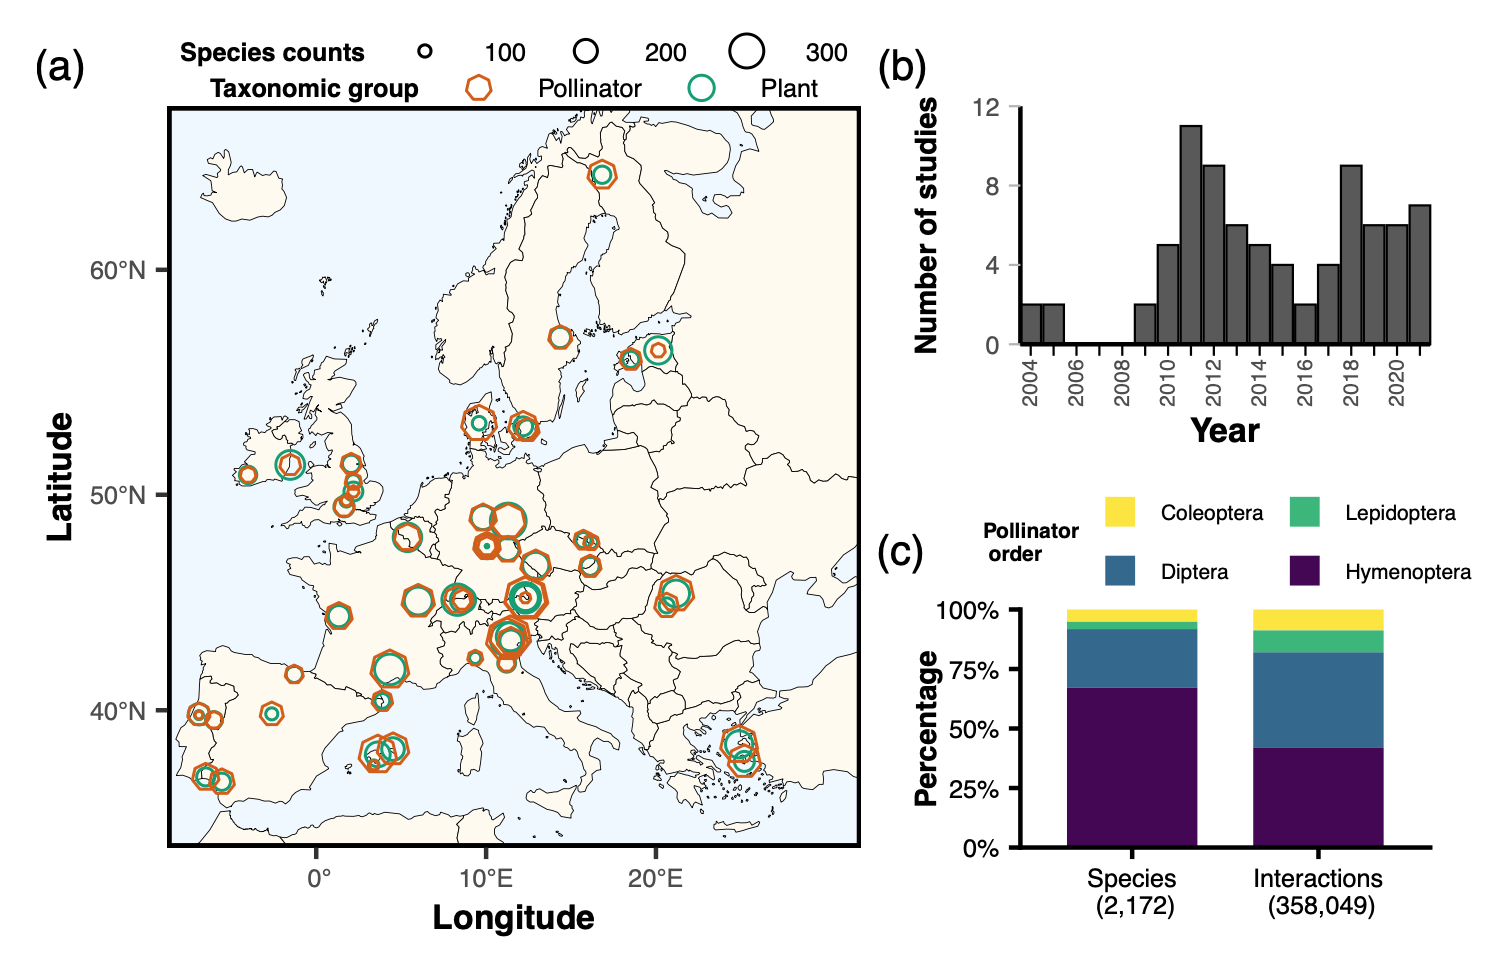 (a)
Species counts 100 200 300
Taxonomic group Pollinator Plant
60°N
50°N
40°N
Latitude
0° 10°E 20°E
Longitude
(b)
Number of studies
12
8
4
0
2004 2006 2008 2010 2012 2014 2016 2018 2020
Year
(c)
Pollinator
order
Coleoptera Lepidoptera
Diptera Hymenoptera
Percentage
100%
75%
50%
25%
0%
Species Interactions
(2,172) (358,049)